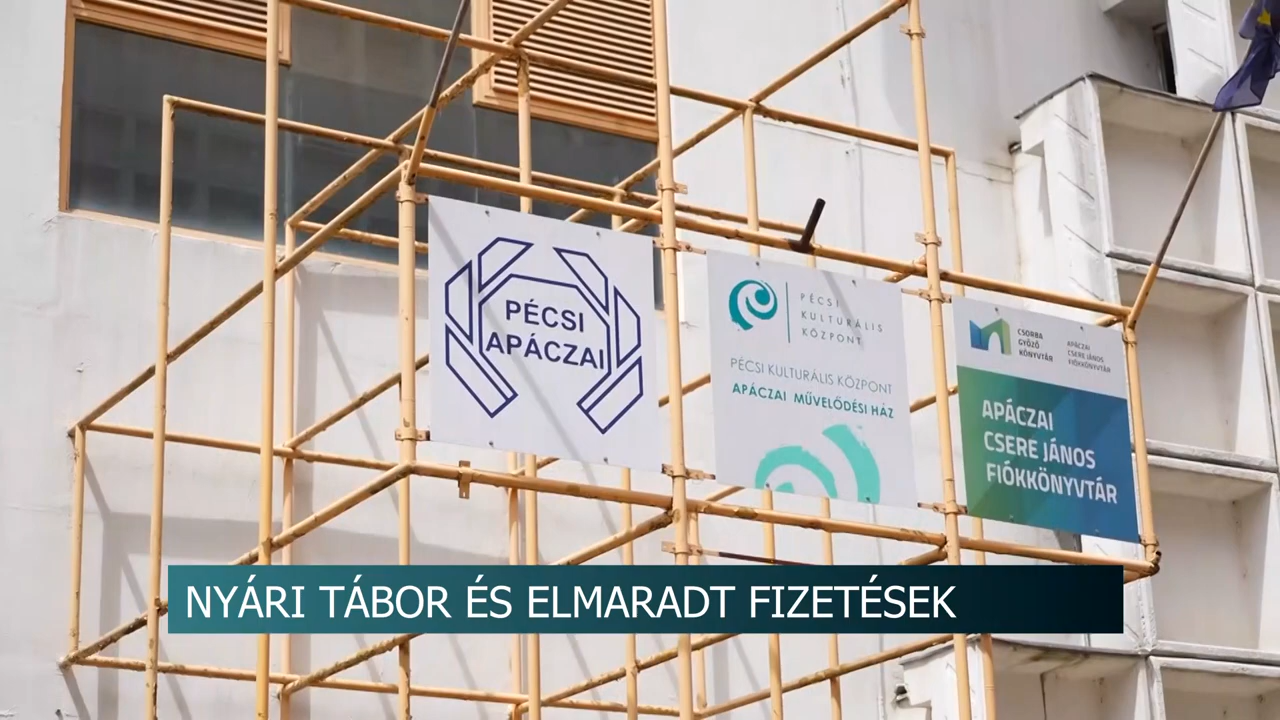 PÉCSI
APÁCZAI
PÉCSI
KULTURÁLIS
KÖZPONT
PÉCSI KULTURÁLIS KÖZPONT
APÁCZAI MŰVELŐDÉSI HÁZ
CSORBA
GYŐZŐ
KÖNYVTÁR
APÁCZAI
CSERE JÁNOS
FIÓKKÖNYVTÁR
APÁCZAI
CSERE JÁNOS
FIÓKKÖNYVTÁR
NYÁRI TÁBOR ÉS ELMARADT FIZETÉSEK